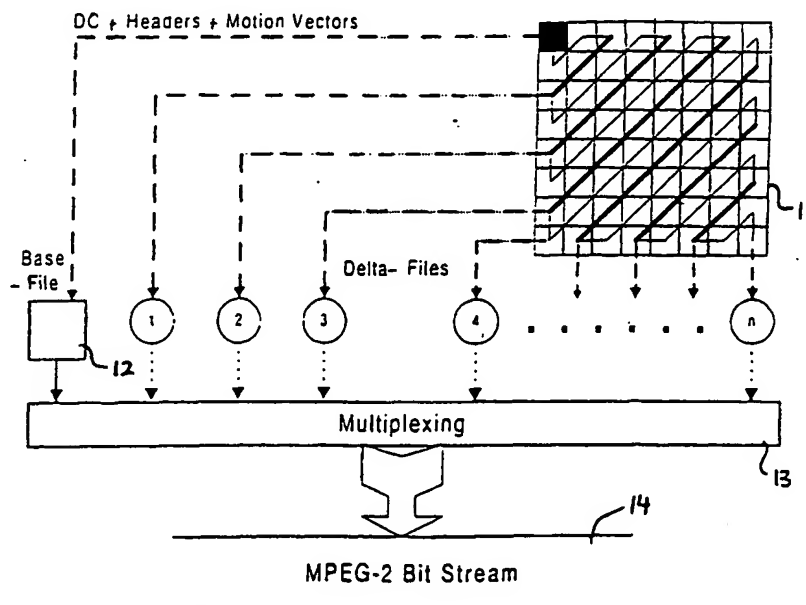 DC + Headers + Motion Vectors
1
Base
- File
Delta- Files
1 2 3 4 n
12
Multiplexing
13
14
MPEG-2 Bit Stream